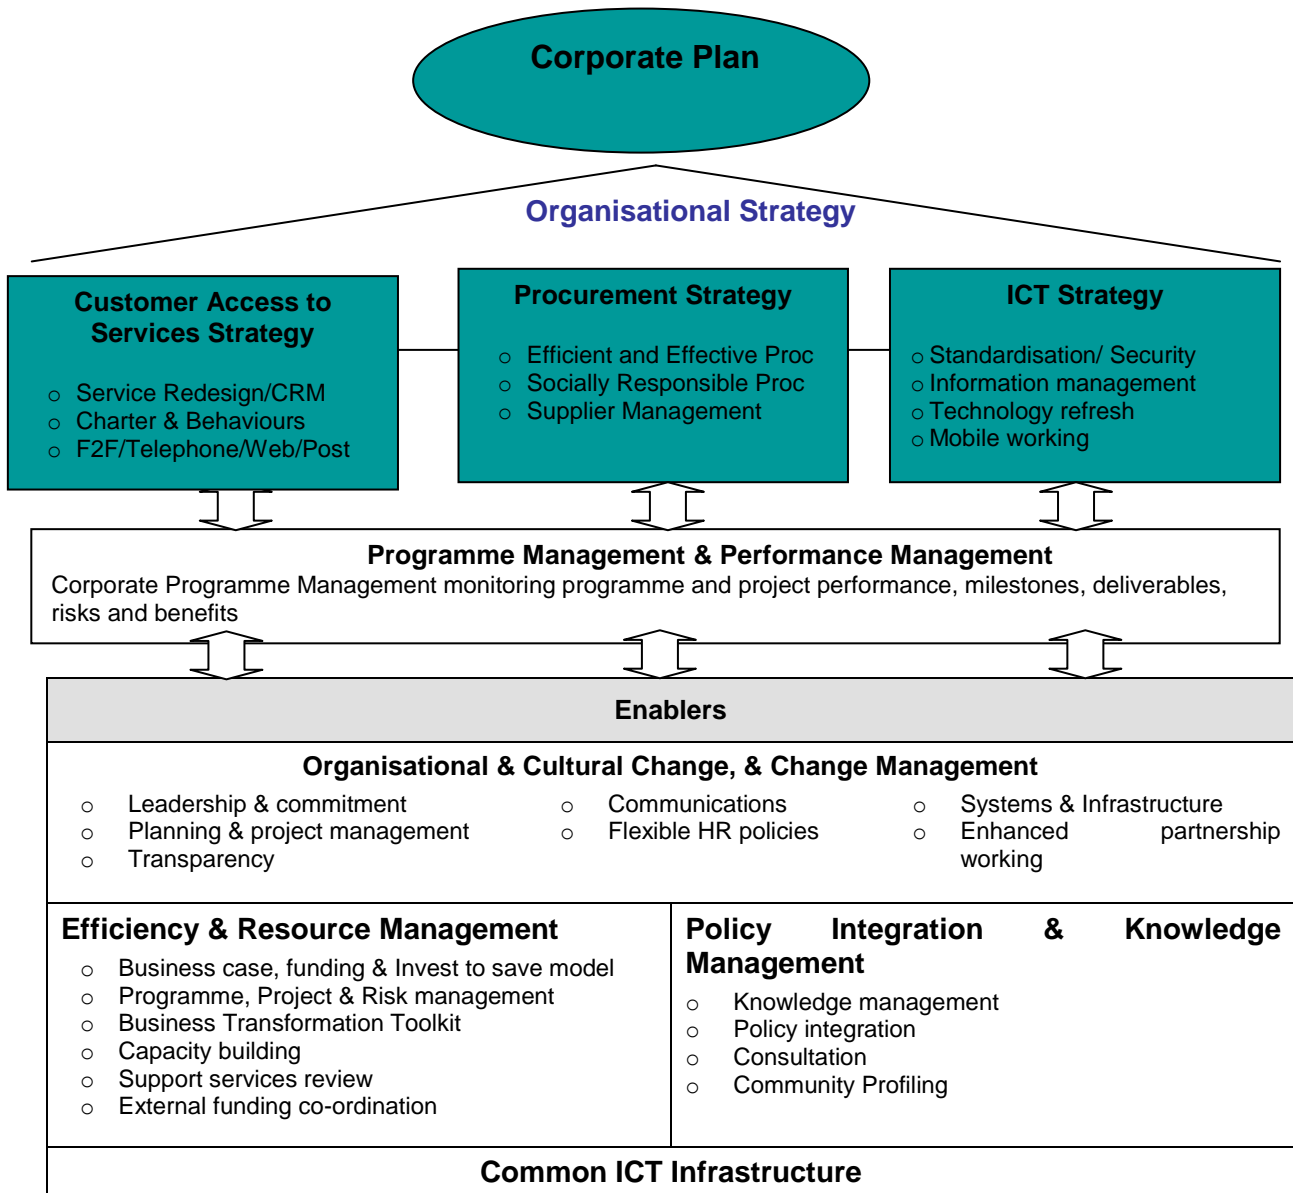 Corporate Plan
Organisational Strategy
Customer Access to
Services Strategy
o Service Redesign/CRM
o Charter & Behaviours
o F2F/Telephone/Web/Post
Procurement Strategy
o Efficient and Effective Proc
o Socially Responsible Proc
o Supplier Management
ICT Strategy
o Standardisation/ Security
o Information management
o Technology refresh
o Mobile working
Programme Management & Performance Management
Corporate Programme Management monitoring programme and project performance, milestones, deliverables,
risks and benefits
Enablers
Organisational & Cultural Change, & Change Management
o Leadership & commitment
o Planning & project management
o Transparency
o Communications
o Flexible HR policies
o Systems & Infrastructure
o Enhanced partnership
working
Efficiency & Resource Management
o Business case, funding & Invest to save model
o Programme, Project & Risk management
o Business Transformation Toolkit
o Capacity building
o Support services review
o External funding co-ordination
Policy Integration & Knowledge
Management
o Knowledge management
o Policy integration
o Consultation
o Community Profiling
Common ICT Infrastructure